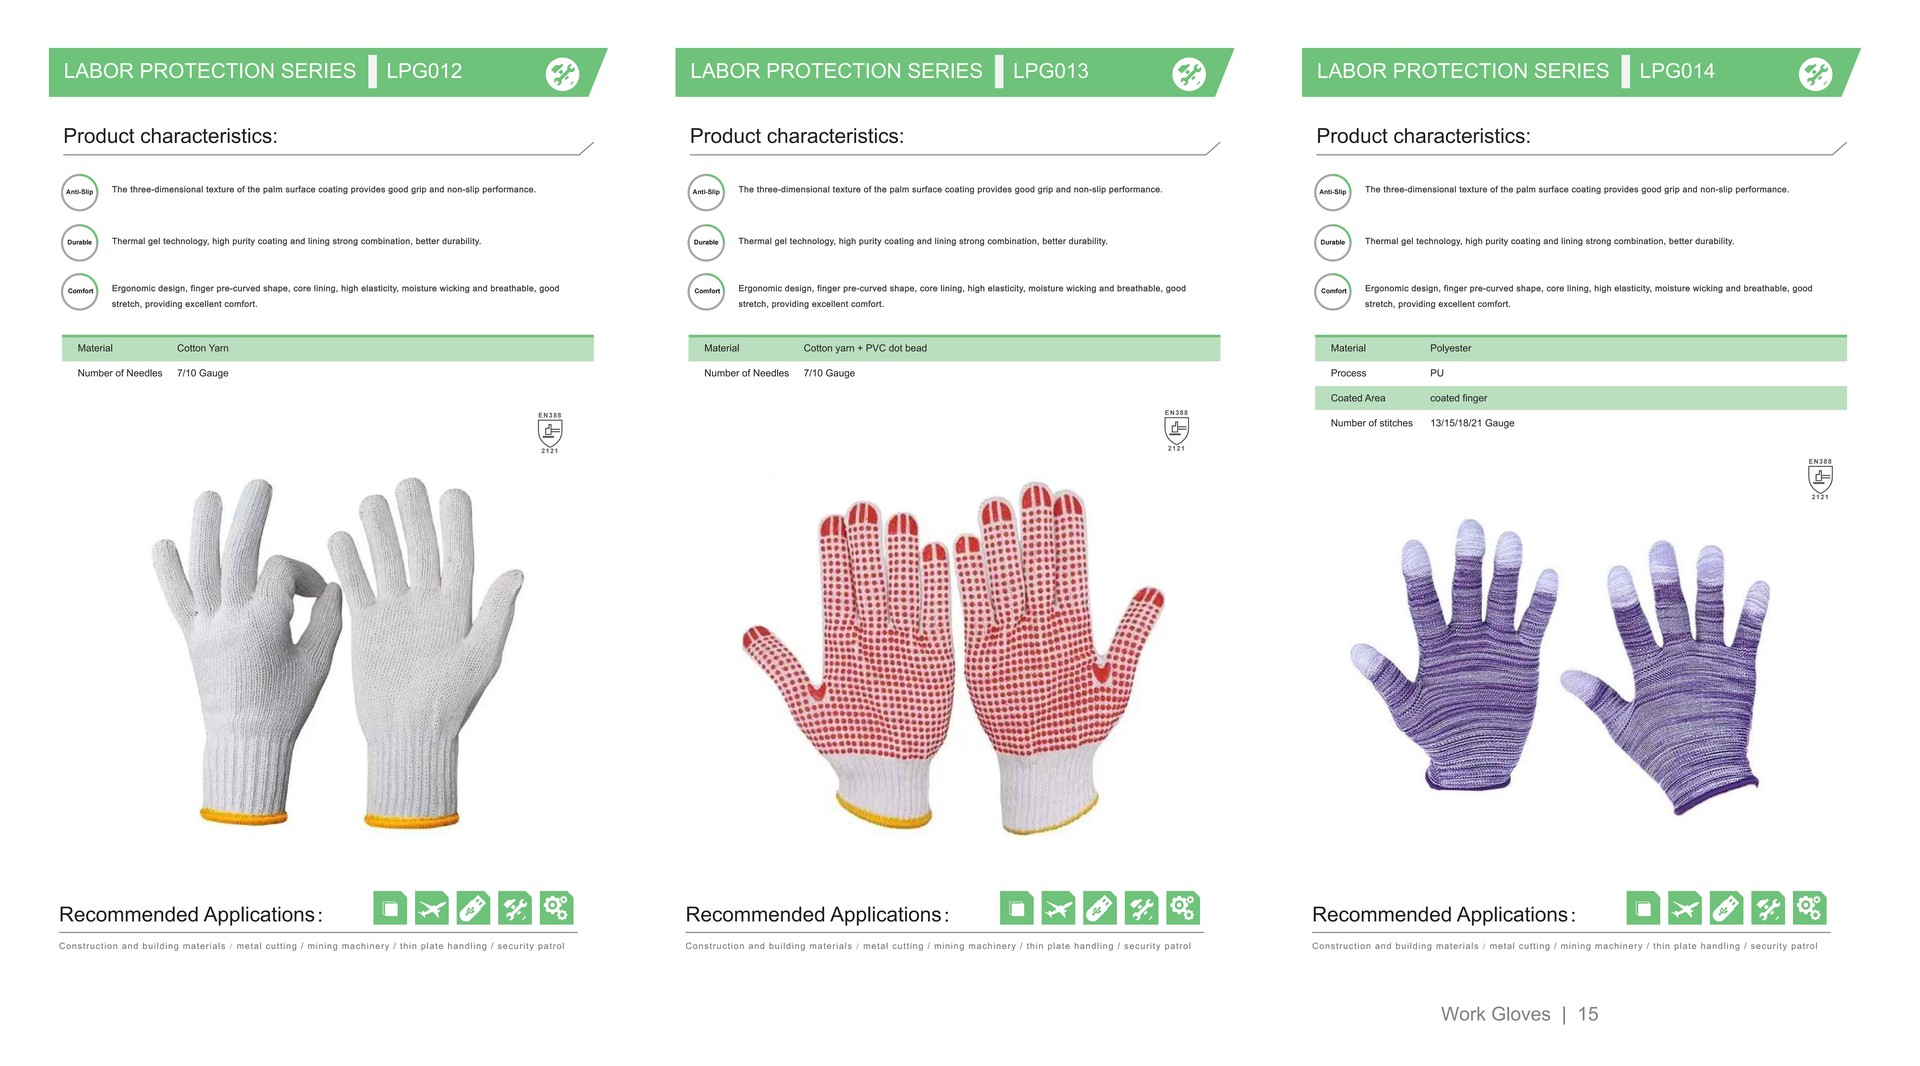 LABOR PROTECTION SERIES LPG012
Product characteristics:
Anti-Slip
The three-dimensional texture of the palm surface coating provides good grip and non-slip performance.
Durable
Thermal gel technology, high purity coating and lining strong combination, better durability.
Comfort
Ergonomic design, finger pre-curved shape, core lining, high elasticity, moisture wicking and breathable, good
stretch, providing excellent comfort.
Material Cotton Yarn
Number of Needles 7/10 Gauge
EN388
2121
Recommended Applications:
Construction and building materials / metal cutting / mining machinery / thin plate handling / security patrol
LABOR PROTECTION SERIES LPG013
Product characteristics:
Anti-Slip
The three-dimensional texture of the palm surface coating provides good grip and non-slip performance.
Durable
Thermal gel technology, high purity coating and lining strong combination, better durability.
Comfort
Ergonomic design, finger pre-curved shape, core lining, high elasticity, moisture wicking and breathable, good
stretch, providing excellent comfort.
Material Cotton yarn + PVC dot bead
Number of Needles 7/10 Gauge
EN388
2121
Recommended Applications:
Construction and building materials / metal cutting / mining machinery / thin plate handling / security patrol
LABOR PROTECTION SERIES LPG014
Product characteristics:
Anti-Slip
The three-dimensional texture of the palm surface coating provides good grip and non-slip performance.
Durable
Thermal gel technology, high purity coating and lining strong combination, better durability.
Comfort
Ergonomic design, finger pre-curved shape, core lining, high elasticity, moisture wicking and breathable, good
stretch, providing excellent comfort.
Material Polyester
Process PU
Coated Area coated finger
Number of stitches 13/15/18/21 Gauge
EN388
2121
Recommended Applications:
Construction and building materials / metal cutting / mining machinery / thin plate handling / security patrol
Work Gloves | 15